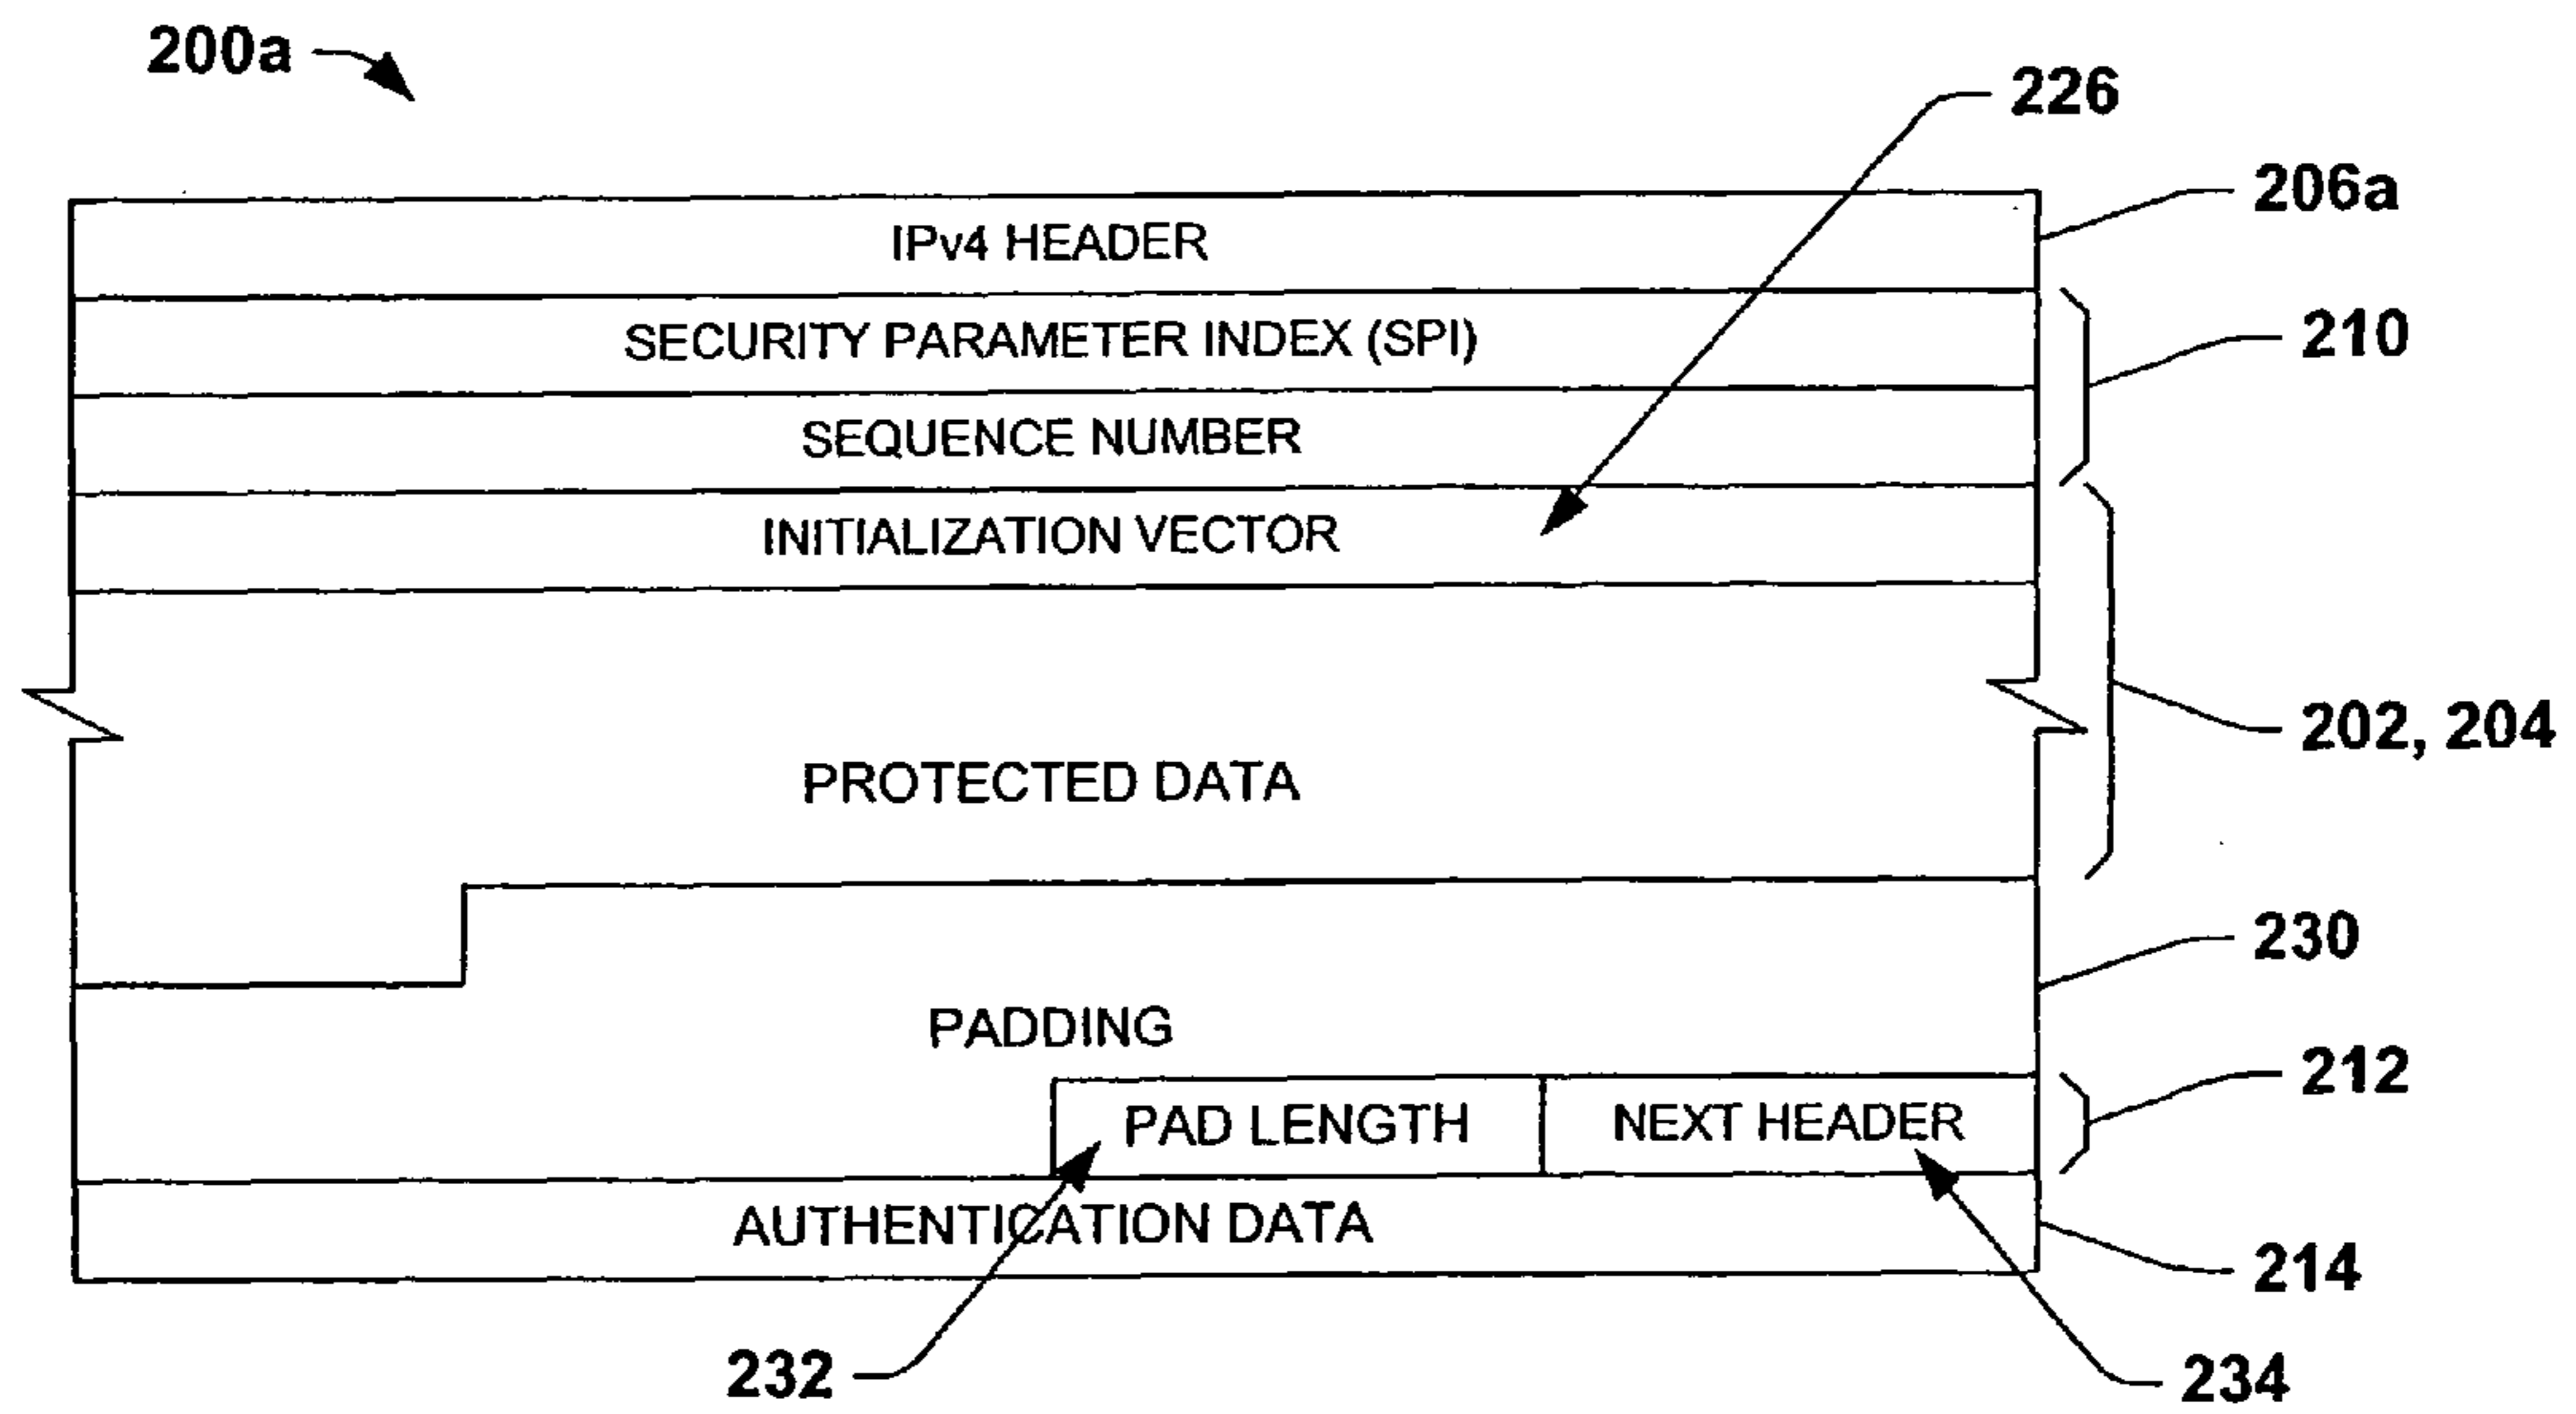 200a
226
206a
IPv4 HEADER
SECURITY PARAMETER INDEX (SPI)
210
SEQUENCE NUMBER
INITIALIZATION VECTOR
202, 204
PROTECTED DATA
230
PADDING
212
PAD LENGTH
NEXT HEADER
AUTHENTICATION DATA
214
232
234